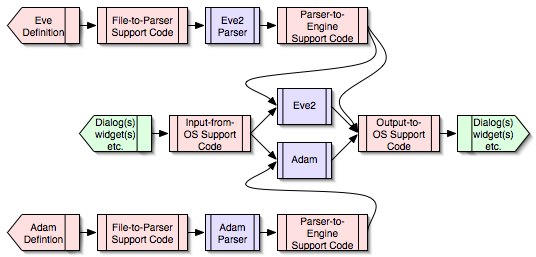 Eve
Definition
File-to-Parser
Support Code
Eve2
Parser
Parser-to-
Engine
Support Code
Dialog(s)
widget(s)
etc.
Input-from-
OS Support
Code
Eve2
Adam
Output-to-
OS Support
Code
Dialog(s)
widget(s)
etc.
Adam
Defintion
File-to-Parser
Support Code
Adam
Parser
Parser-to-
Engine
Support Code